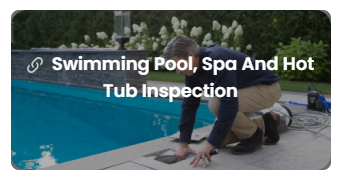 Swimming Pool, Spa And Hot
Tub Inspection